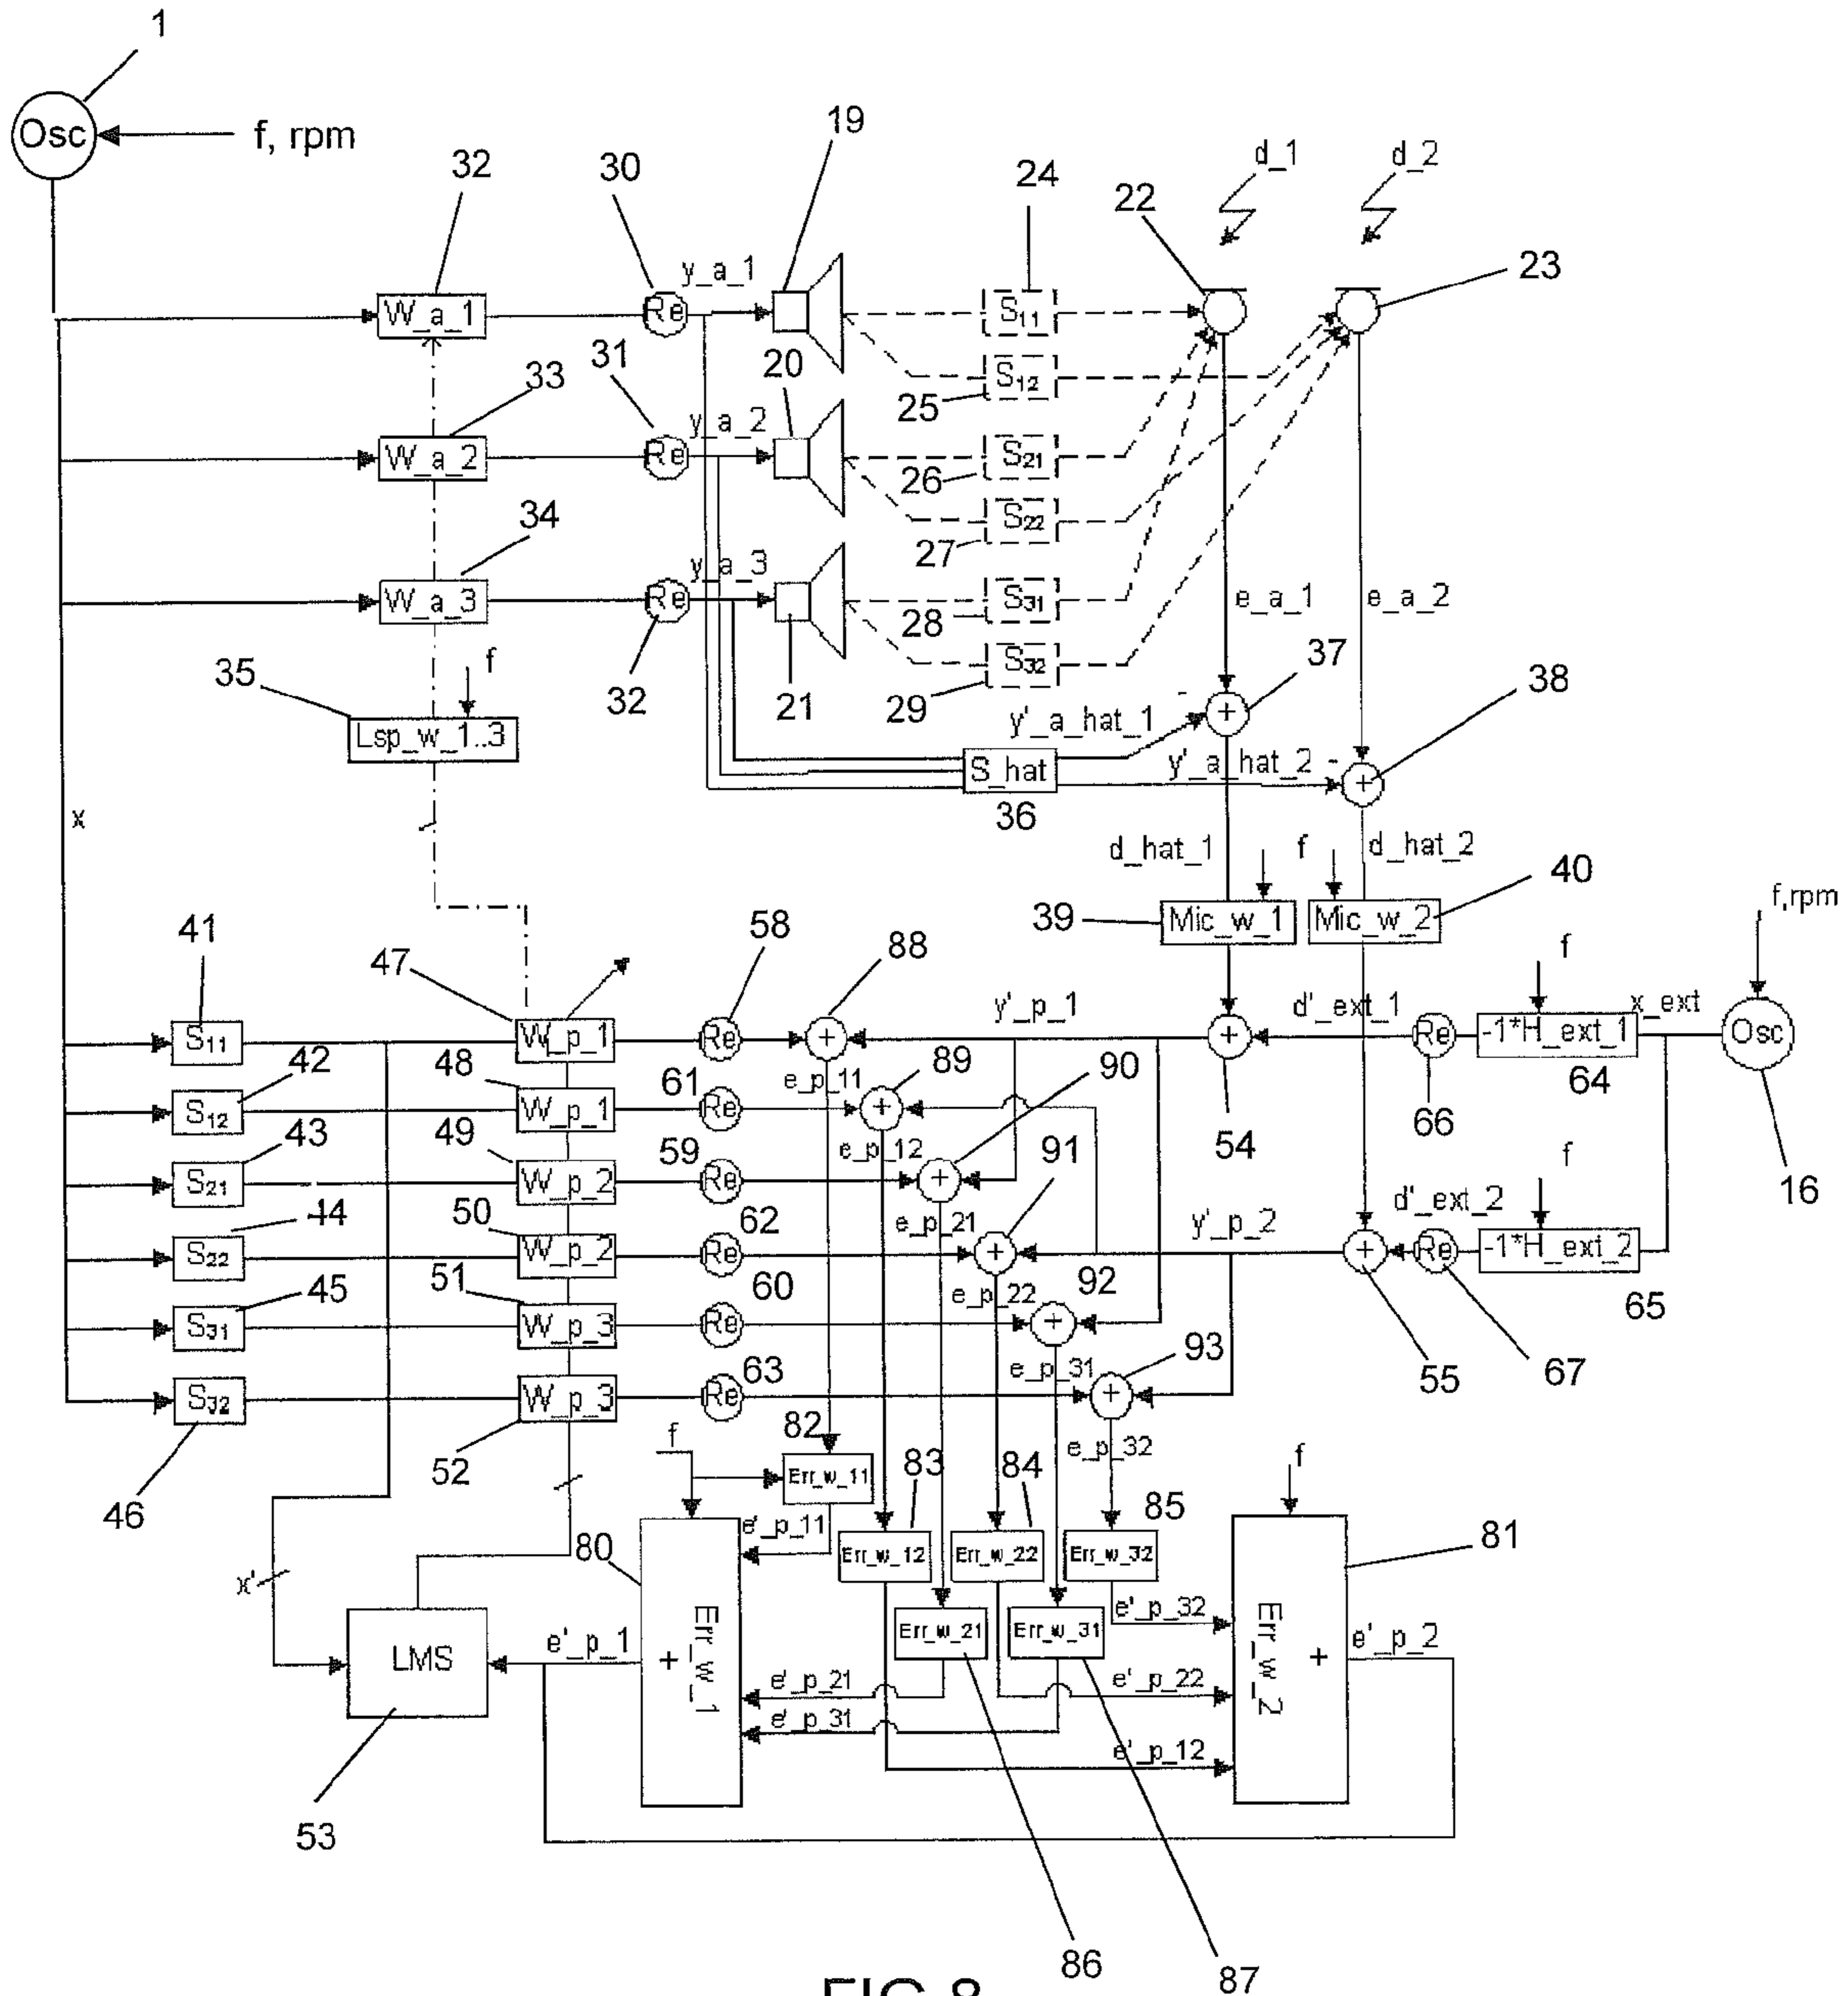 1
Osc
f, rpm
32
30
19
24
22
d_1
d_2
23
W_a_1
Re
y_a_1
S11
S12
25
33
31
20
W_a_2
Re
y_a_2
S21
26
S22
27
34
W_a_3
Re
y_a_3
S31
28
S32
29
32
21
e_a_1
e_a_2
35
f
Lsp_w_1..3
37
38
-
y'_a_hat_1
+
S_hat
36
y'_a_hat_2
-
+
x
d_hat_1
f
d_hat_2
40
39
Mic_w_1
Mic_w_2
f,rpm
41
47
58
88
f
S11
W_p_1
Re
+
y'_p_1
+
d'_ext_1
Re
-1*H_ext_1
x_ext
Osc
42
48
61
e_p_11
89
90
66
64
S12
W_p_1
Re
+
54
43
49
59
e_p_12
91
f
16
S21
W_p_2
Re
+
44
50
62
e_p_21
y'_p_2
d'_ext_2
S22
W_p_2
Re
+
+
Re
-1*H_ext_2
45
51
60
e_p_22
92
65
S31
W_p_3
Re
+
93
55
67
63
e_p_31
S32
W_p_3
Re
+
46
52
f
82
83
84
e_p_32
f
Err_w_11
85
80
e'_p_11
Err_w_12
Err_w_22
Err_w_32
81
x'
e'_p_32
LMS
e'_p_1
+
Err_w_1
Err_w_21
Err_w_31
Err_w_2
+
e'_p_2
e'_p_21
e'_p_22
e'_p_31
e'_p_12
53
86
87
FIG 8